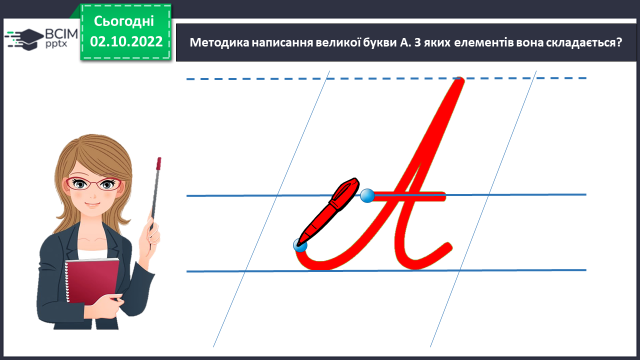 Сьогодні
02.10.2022
ВСІМ
pptx
Методика написання великої букви А. З яких елементів вона складається?
А